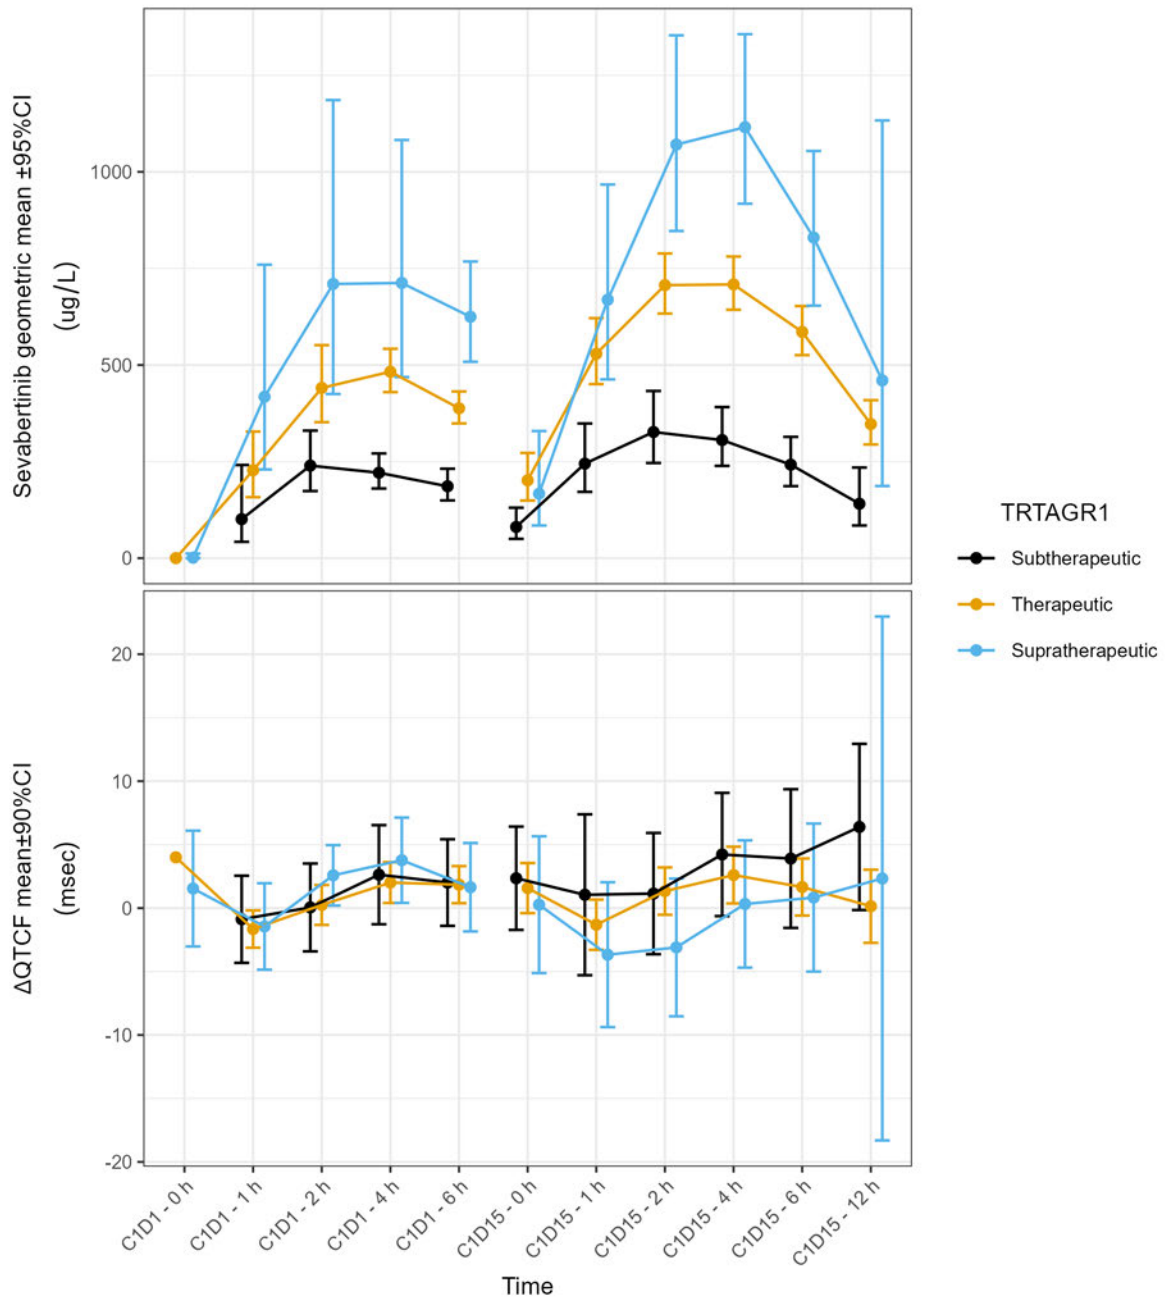 Sevabertinib geometric mean ±95%CI
(ug/L)
1000
500
0
ΔQTCF mean±90%CI
(msec)
20
10
0
-10
-20
C1D1 - 0 h
C1D1 - 1 h
C1D1 - 2 h
C1D1 - 4 h
C1D1 - 6 h
C1D15 - 0 h
C1D15 - 1 h
C1D15 - 2 h
C1D15 - 4 h
C1D15 - 6 h
C1D15 - 12 h
Time
TRTAGR1
Subtherapeutic
Therapeutic
Supratherapeutic